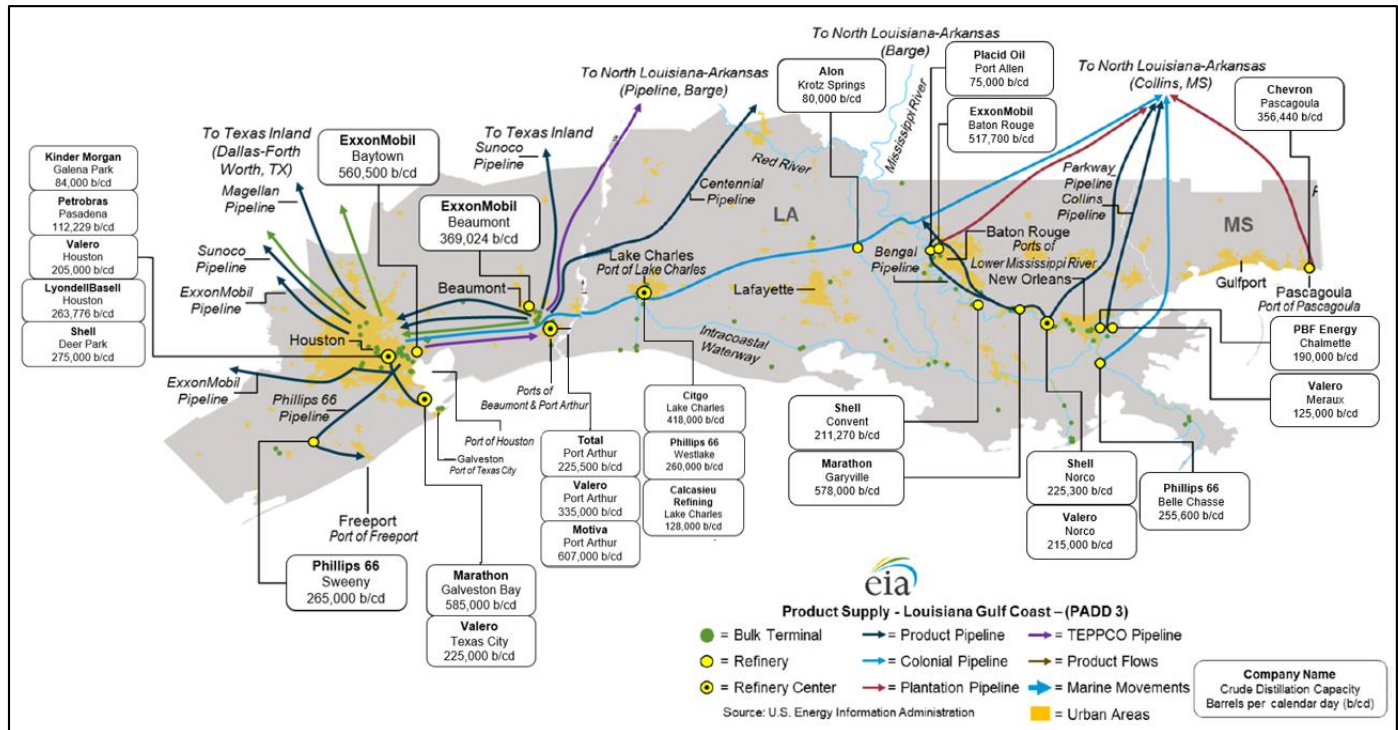 To North Louisiana-Arkansas
(Barge)
To North Louisiana-Arkansas
(Pipeline, Barge)
Alon
Krotz Springs
80,000 b/cd
Mississippi River
Placid Oil
Port Allen
75,000 b/cd
To North Louisiana-Arkansas
(Collins, MS)
ExxonMobil
Baton Rouge
517,700 b/cd
Chevron
Pascagoula
356,440 b/cd
To Texas Inland
(Dallas-Forth
Worth, TX)
Magellan
Pipeline
ExxonMobil
Baytown
560,500 b/cd
To Texas Inland
Sunoco
Pipeline
Kinder Morgan
Galena Park
84,000 b/cd
Petrobras
Pasadena
112,229 b/cd
Valero
Houston
205,000 b/cd
LyondellBasell
Houston
263,776 b/cd
Shell
Deer Park
275,000 b/cd
Sunoco
Pipeline
ExxonMobil
Pipeline
ExxonMobil
Beaumont
369,024 b/cd
Red River
Centennial
Pipeline
LA
Parkway
Pipeline
Collins
Pipeline
MS
Beaumont
Lake Charles
Port of Lake Charles
Lafayette
Bengal
Pipeline
Baton Rouge
Ports of
Lower Mississippi River
New Orleans
Gulfport
Pascagoula
Port of Pascagoula
Houston
Intracoastal
Waterway
ExxonMobil
Pipeline
Phillips 66
Pipeline
Ports of
Beaumont & Port Arthur
Port of Houston
Galveston
Port of Texas City
Freeport
Port of Freeport
Phillips 66
Sweeny
265,000 b/cd
Marathon
Galveston Bay
585,000 b/cd
Valero
Texas City
225,000 b/cd
Total
Port Arthur
225,500 b/cd
Valero
Port Arthur
335,000 b/cd
Motiva
Port Arthur
607,000 b/cd
Citgo
Lake Charles
418,000 b/cd
Phillips 66
Westlake
260,000 b/cd
Calcasieu
Refining
Lake Charles
128,000 b/cd
Shell
Convent
211,270 b/cd
Marathon
Garyville
578,000 b/cd
Shell
Norco
225,300 b/cd
Valero
Norco
215,000 b/cd
Phillips 66
Belle Chasse
255,600 b/cd
PBF Energy
Chalmette
190,000 b/cd
Valero
Meraux
125,000 b/cd
eia
Product Supply - Louisiana Gulf Coast – (PADD 3)
= Bulk Terminal
= Product Pipeline
= TEPPCO Pipeline
= Refinery
= Colonial Pipeline
= Product Flows
= Refinery Center
= Plantation Pipeline
= Marine Movements
Source: U.S. Energy Information Administration
= Urban Areas
Company Name
Crude Distillation Capacity
Barrels per calendar day (b/cd)